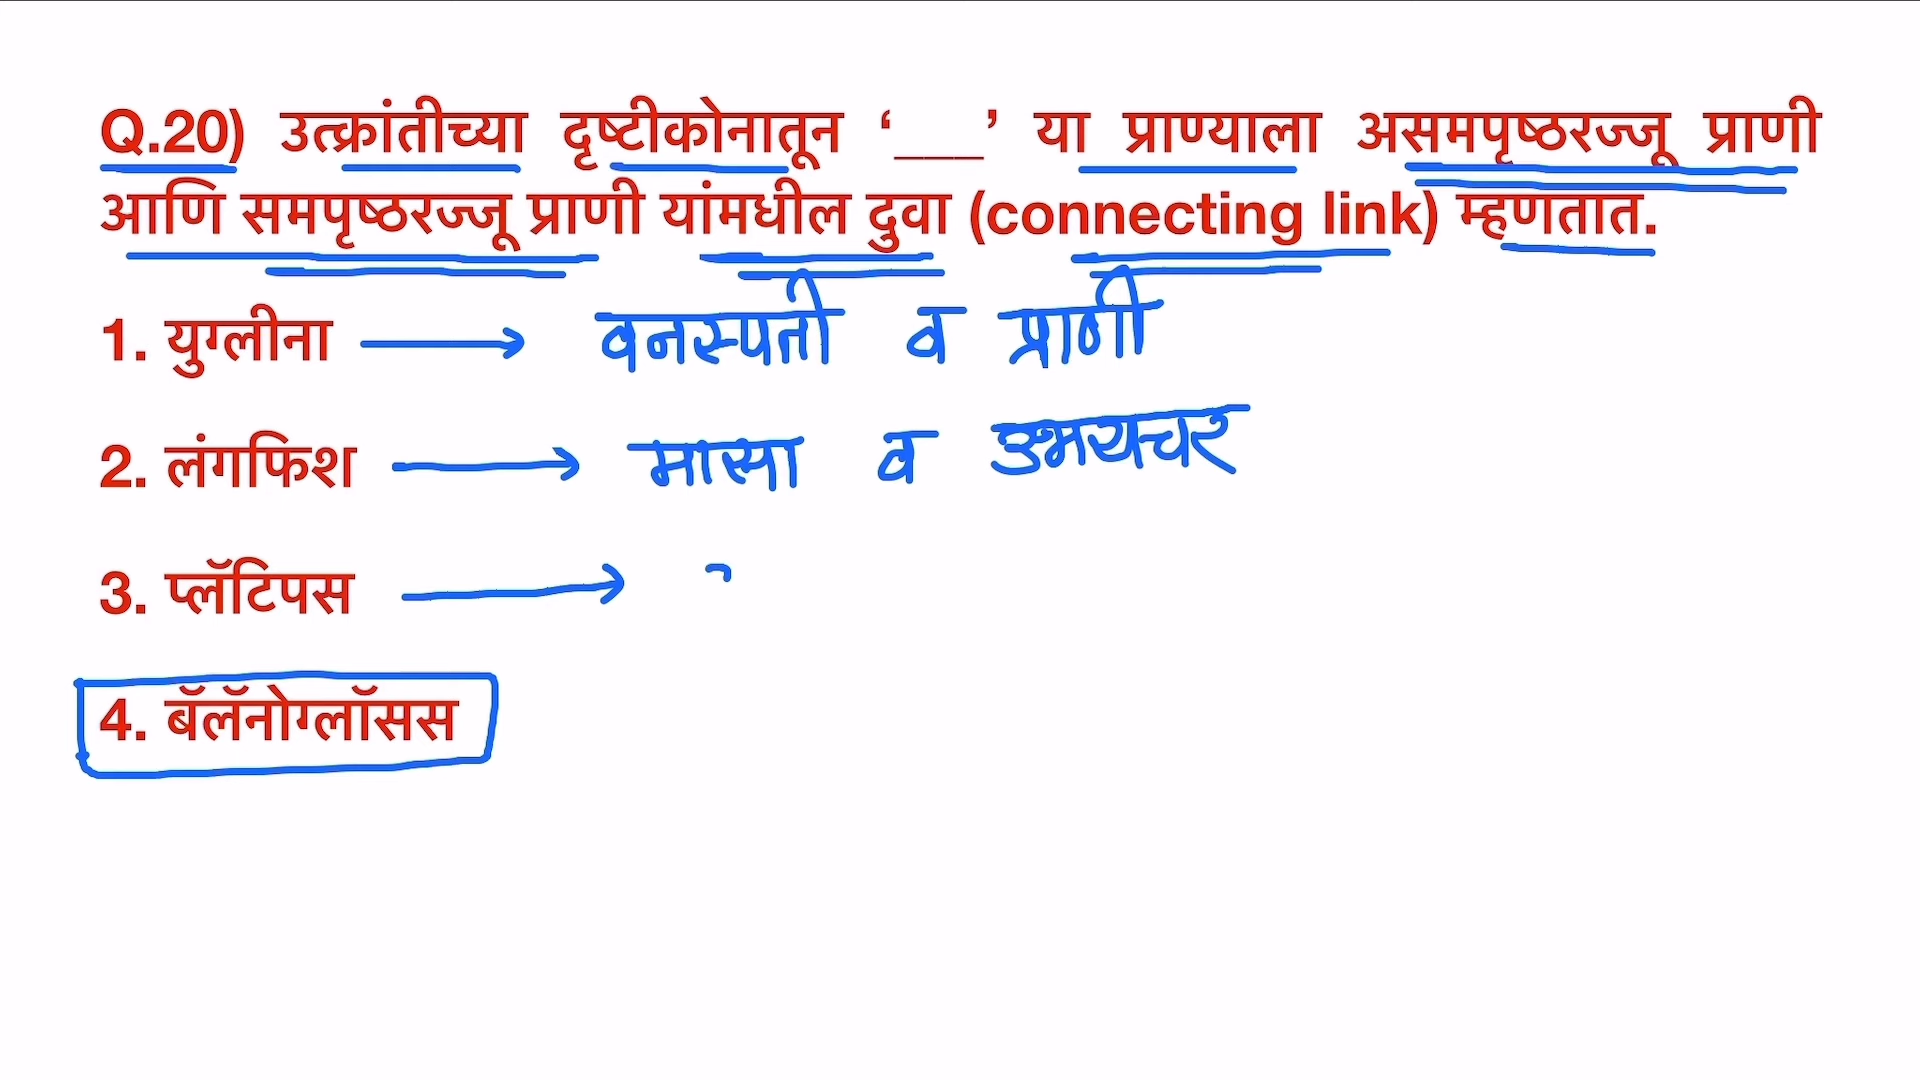 Q.20) उत्क्रांतीच्या दृष्टीकोनातून ‘___’ या प्राण्याला असमपृष्ठरज्जू प्राणी
आणि समपृष्ठरज्जू प्राणी यांमधील दुवा (connecting link) म्हणतात.
1. युग्लीना → वनस्पती व प्राणी
2. लंगफिश → मासा व उभयचर
3. प्लॅटिपस →
4. बॅलॅनोग्लॉसस